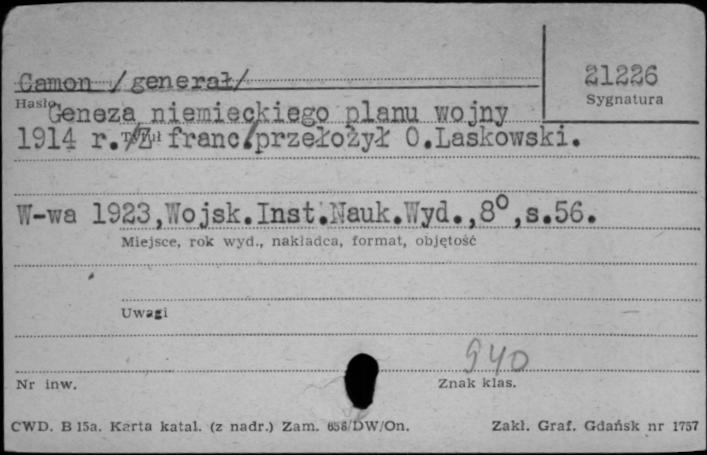 Camon /generał/
21226
Hasło
Sygnatura
Geneza niemieckiego planu wojny
1914 r./Z franc./przełożył O.Laskowski.
W-wa 1923,Wojsk.Inst.Nauk.Wyd.,8°,s.56.
Miejsce, rok wyd., nakładca, format, objętość
Uwagi
940
Nr inw.
Znak klas.
CWD. B 15a. Karta katal. (z nadr.) Zam. 658/DW/On.
Zakł. Graf. Gdańsk nr 1757